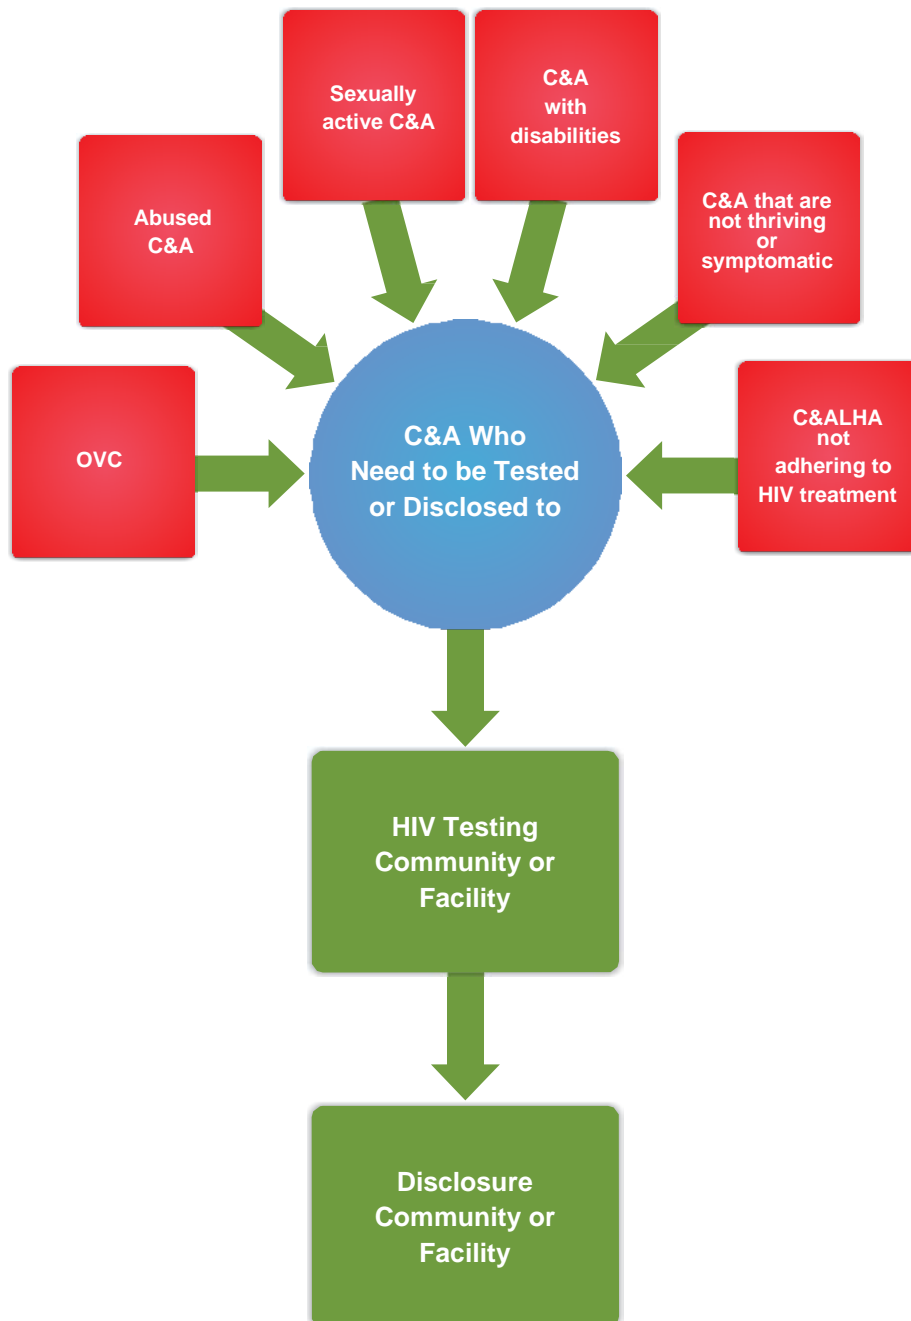 Sexually
active C&A
C&A
with
disabilities
Abused
C&A
C&A that are
not thriving
or
symptomatic
OVC
C&A Who
Need to be Tested
or Disclosed to
C&ALHA
not
adhering to
HIV treatment
HIV Testing
Community or
Facility
Disclosure
Community or
Facility